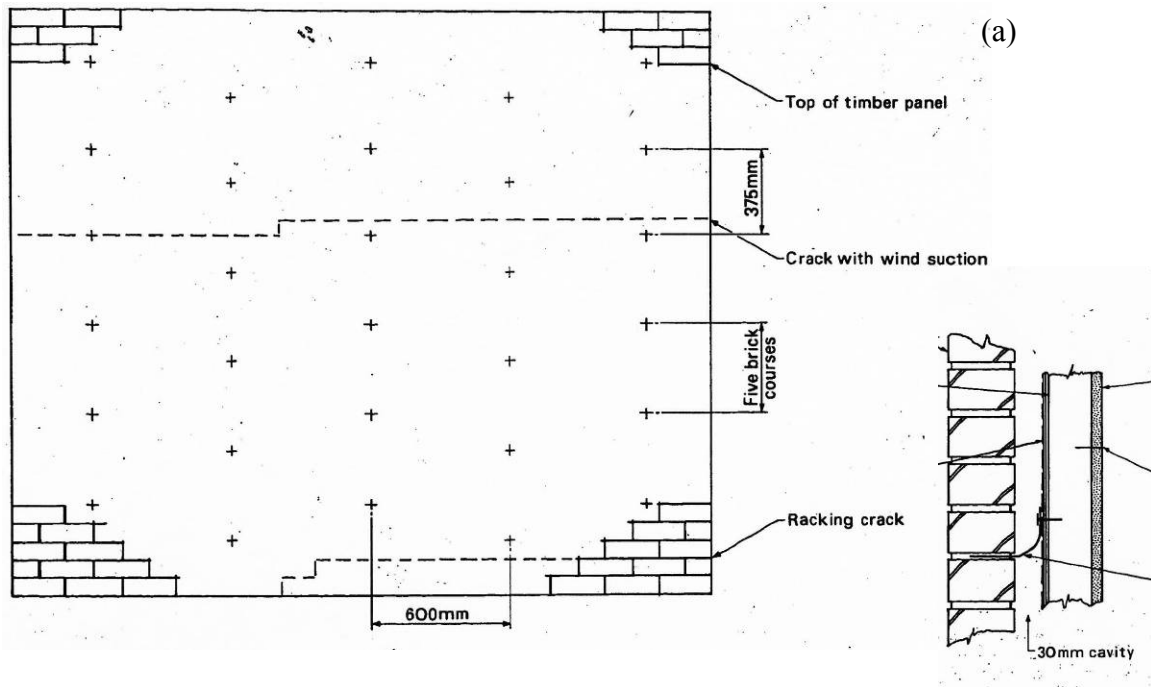 (a)
Top of timber panel
375mm
Crack with wind suction
Five brick
courses
Racking crack
600mm
30mm cavity